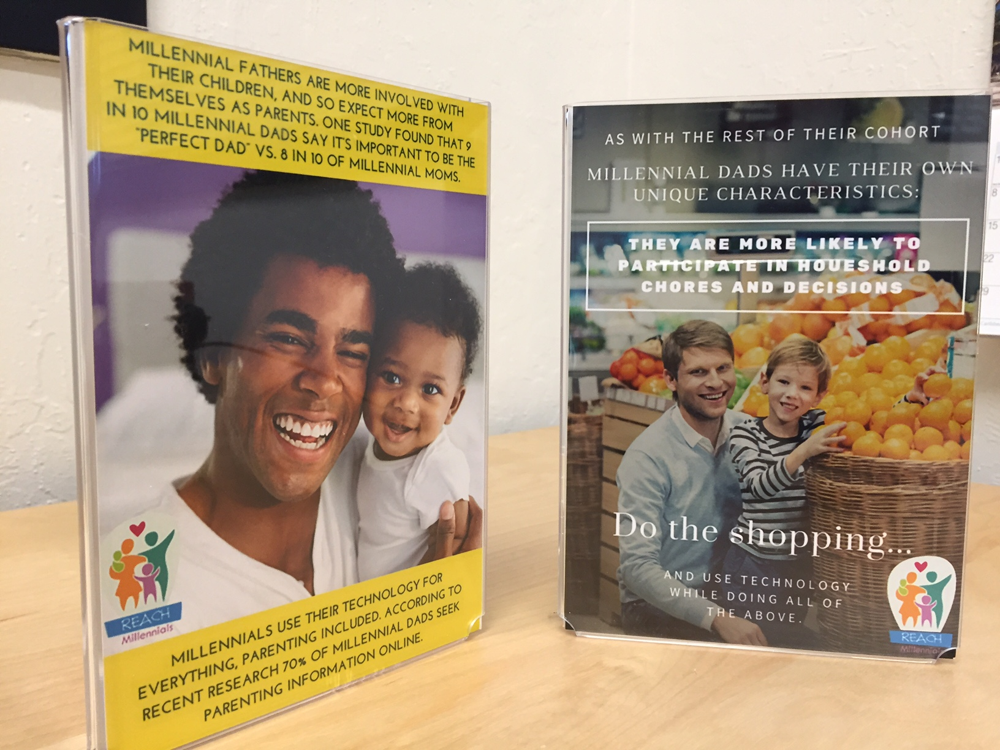 MILLENNIAL FATHERS ARE MORE INVOLVED WITH
THEIR CHILDREN, AND SO EXPECT MORE FROM
THEMSELVES AS PARENTS. ONE STUDY FOUND THAT 9
IN 10 MILLENNIAL DADS SAY IT'S IMPORTANT TO BE THE
"PERFECT DAD" VS. 8 IN 10 OF MILLENNIAL MOMS.
REACH
Millennials
MILLENNIALS USE THEIR TECHNOLOGY FOR
EVERYTHING, PARENTING INCLUDED. ACCORDING TO
RECENT RESEARCH 70% OF MILLENNIAL DADS SEEK
PARENTING INFORMATION ONLINE.
AS WITH THE REST OF THEIR COHORT
MILLENNIAL DADS HAVE THEIR OWN
UNIQUE CHARACTERISTICS:
THEY ARE MORE LIKELY TO
PARTICIPATE IN HOUESHOLD
CHORES AND DECISIONS
Do the shopping...
AND USE TECHNOLOGY
WHILE DOING ALL OF
THE ABOVE.
REACH
Millennials
8
15
22
29